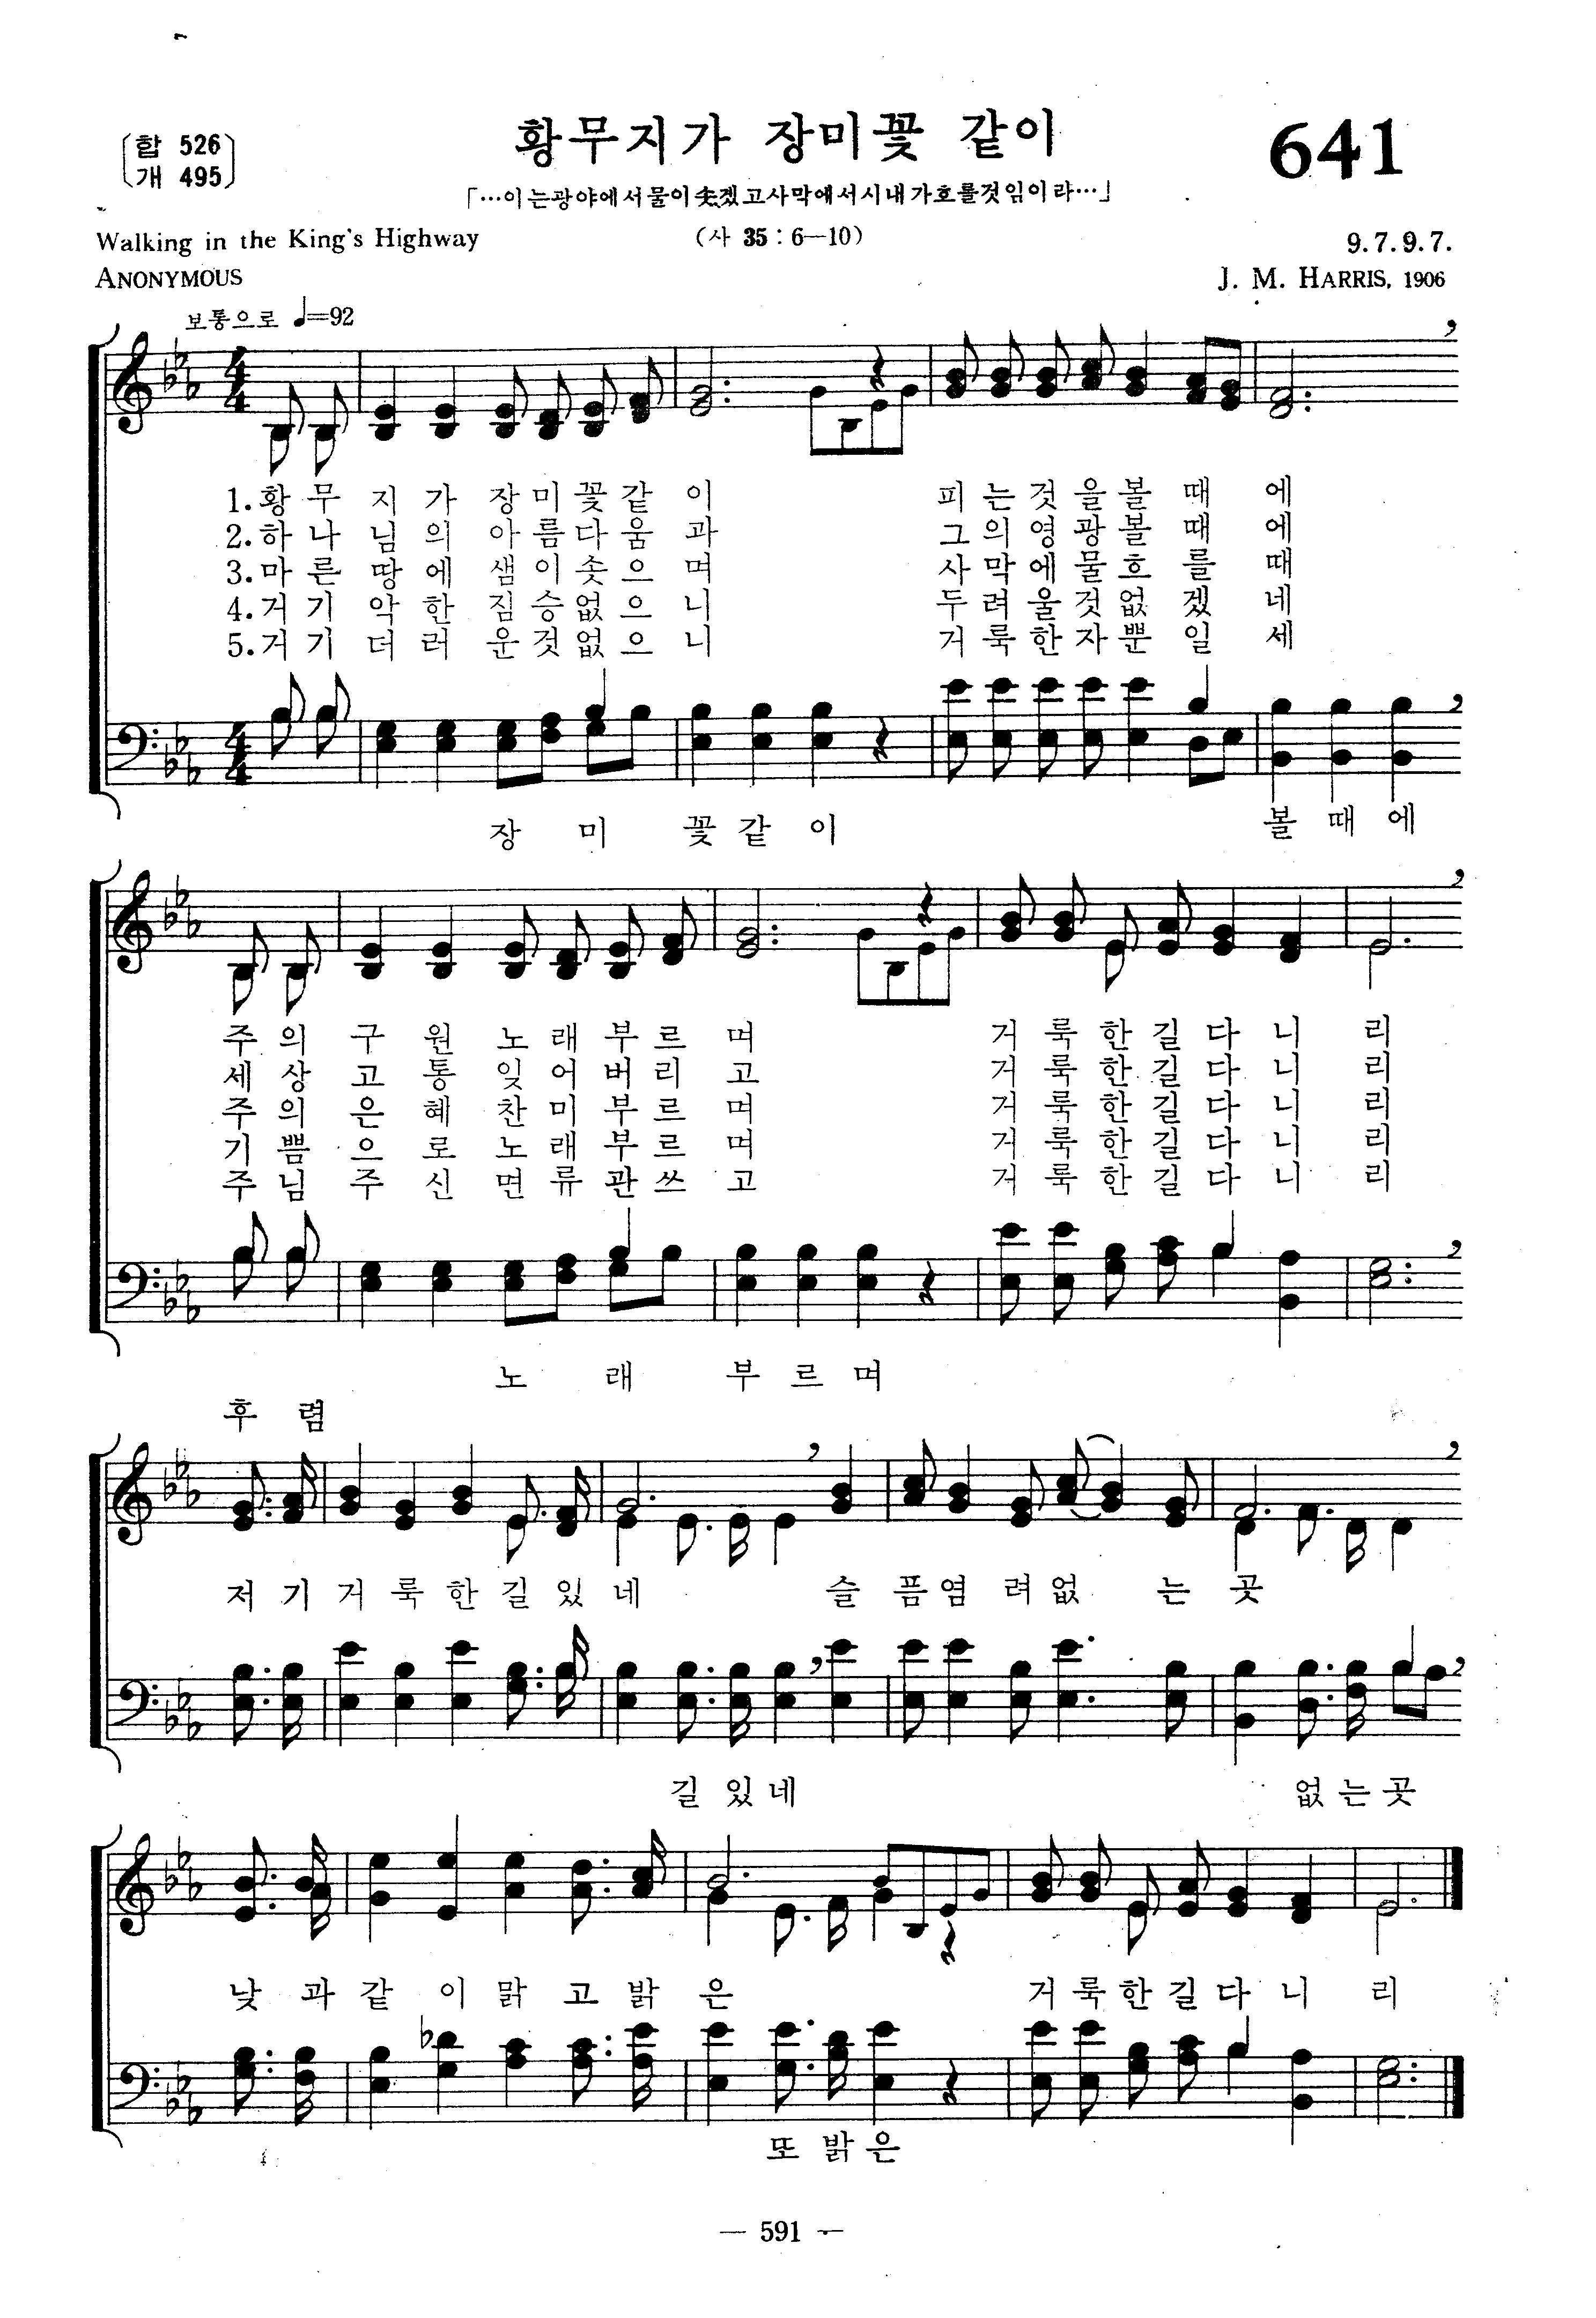 합 526
개 495
황무지가 장미꽃 같이
641
「…이는광야에서물이솟겠고사막에서시내가흐를것임이라…」
Walking in the King's Highway
(사 35 : 6—10)
9. 7. 9. 7.
ANONYMOUS
J. M. HARRIS, 1906
보통으로 ♩=92
1.황 무 지 가 장 미 꽃 같 이 피 는 것 을 볼 때 에
2.하 나 님 의 아 름 다 움 과 그 의 영 광 볼 때 에
3.마 른 땅 에 샘 이 솟 으 며 사 막 에 물 흐 를 때
4.거 기 악 한 짐 승 없 으 니 두 려 울 것 없 겠 네
5.거 기 더 러 운 것 없 으 니 거 룩 한 자 뿐 일 세
장 미 꽃 같 이 볼 때 에
주 의 구 원 노 래 부 르 며 거 룩 한 길 다 니 리
세 상 고 통 잊 어 버 리 고 거 룩 한 길 다 니 리
주 의 은 혜 찬 미 부 르 며 거 룩 한 길 다 니 리
기 쁨 으 로 노 래 부 르 며 거 룩 한 길 다 니 리
주 님 주 신 면 류 관 쓰 고 거 룩 한 길 다 니 리
노 래 부 르 며
후 렴
저 기 거 룩 한 길 있 네 슬 픔 염 려 없 는 곳
길 있 네 없 는 곳
낮 과 같 이 맑 고 밝 은 거 룩 한 길 다 니 리
또 밝 은
— 591 —